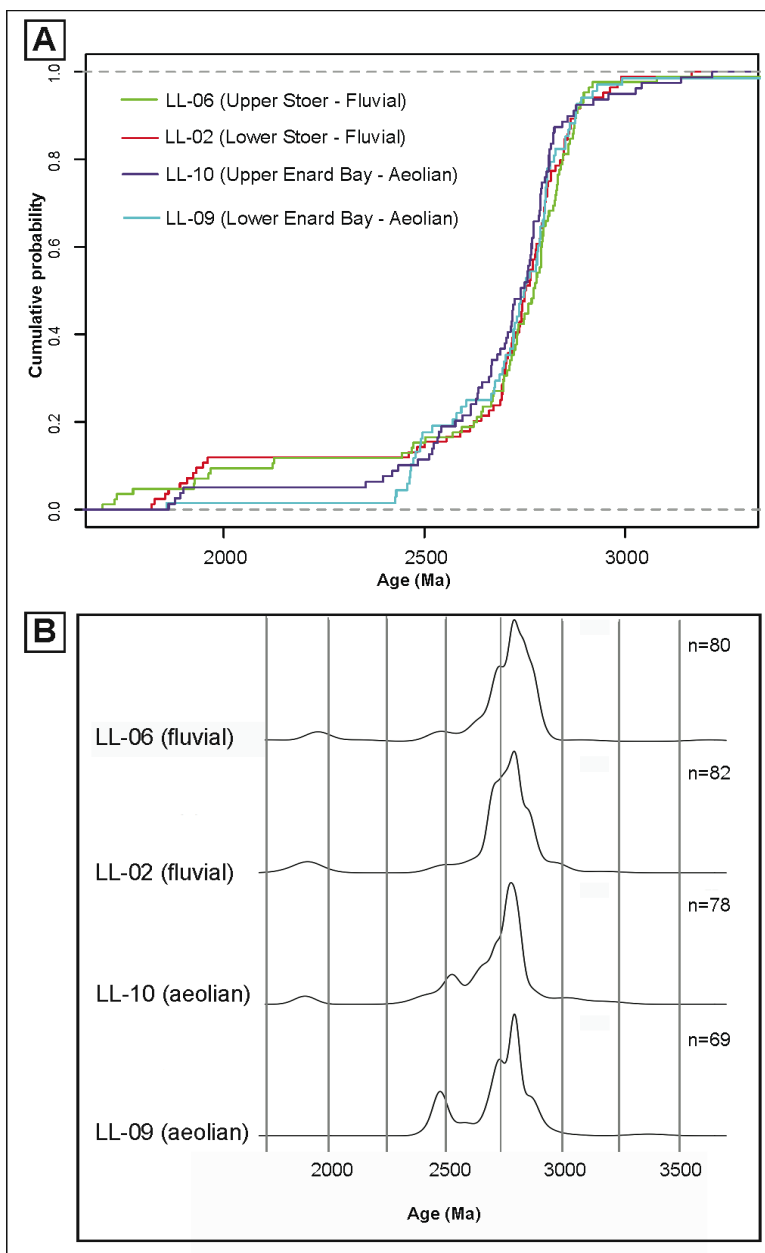 A
1.0
0.8
0.6
0.4
0.2
0.0
Cumulative probability
LL-06 (Upper Stoer - Fluvial)
LL-02 (Lower Stoer - Fluvial)
LL-10 (Upper Enard Bay - Aeolian)
LL-09 (Lower Enard Bay - Aeolian)
2000 2500 3000
Age (Ma)
B
n=80
LL-06 (fluvial)
n=82
LL-02 (fluvial)
n=78
LL-10 (aeolian)
n=69
LL-09 (aeolian)
2000 2500 3000 3500
Age (Ma)